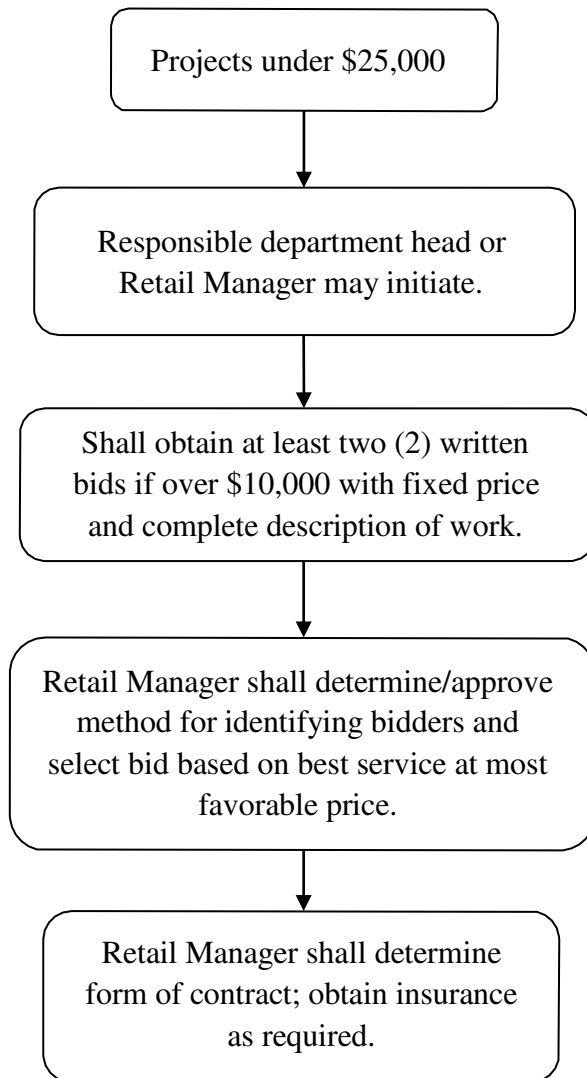 Projects under $25,000
Responsible department head or
Retail Manager may initiate.
Shall obtain at least two (2) written
bids if over $10,000 with fixed price
and complete description of work.
Retail Manager shall determine/approve
method for identifying bidders and
select bid based on best service at most
favorable price.
Retail Manager shall determine
form of contract; obtain insurance
as required.